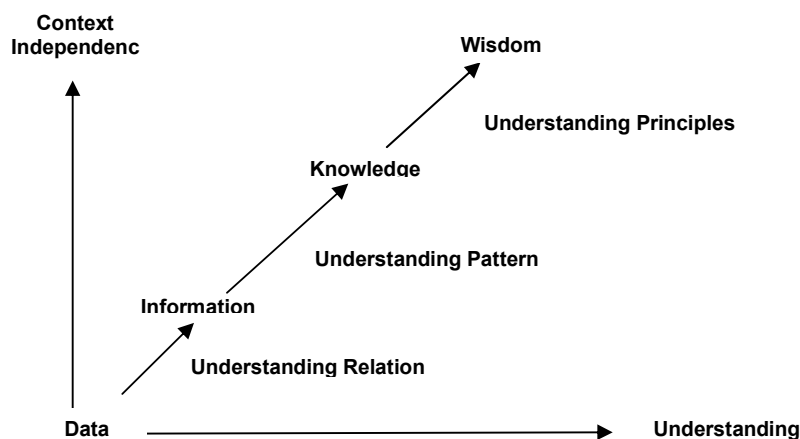 Context
Independenc
Wisdom
Understanding Principles
Knowledge
Understanding Pattern
Information
Understanding Relation
Data
Understanding